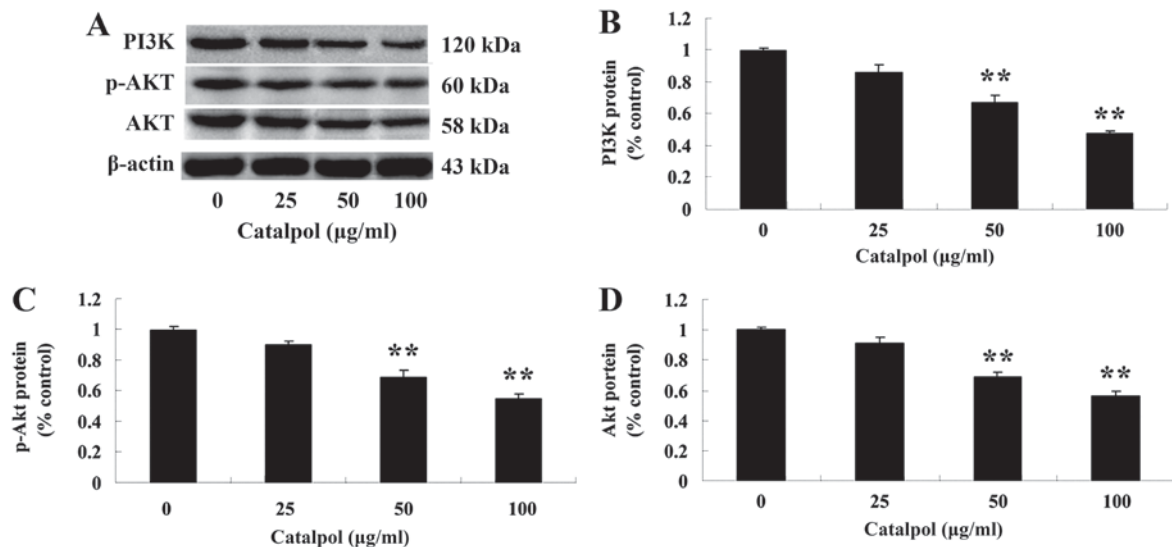 A
PI3K
120 kDa
p-AKT
60 kDa
AKT
58 kDa
β-actin
43 kDa
0 25 50 100
Catalpol (μg/ml)
B
PI3K protein
(% control)
1.2
1
0.8
0.6
0.4
0.2
0
**
**
0 25 50 100
Catalpol (μg/ml)
C
p-Akt protein
(% control)
1.2
1
0.8
0.6
0.4
0.2
0
**
**
0 25 50 100
Catalpol (μg/ml)
D
Akt portein
(% control)
1.2
1
0.8
0.6
0.4
0.2
0
**
**
0 25 50 100
Catalpol (μg/ml)